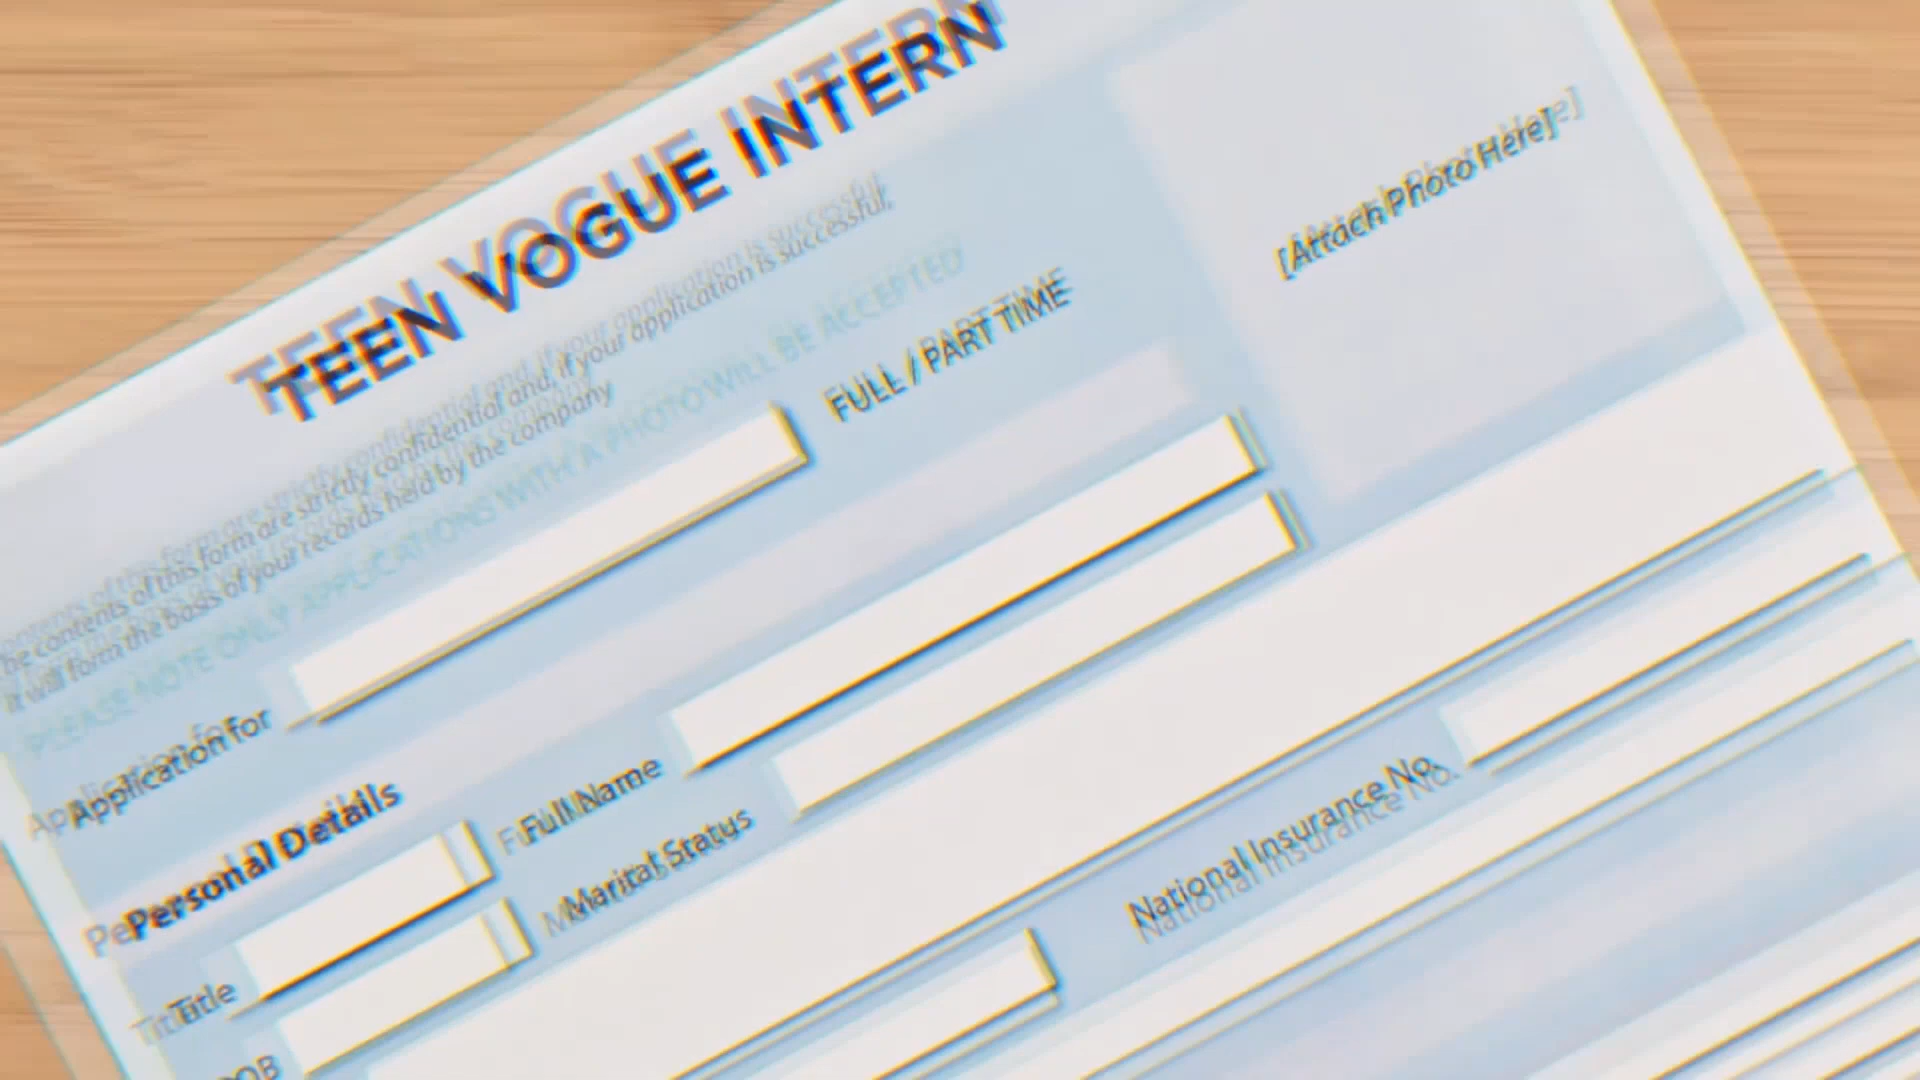 TEEN VOGUE INTERN
[Attach Photo Here]
The contents of this form are strictly confidential and, if your application is successful,
it will form the basis of your records held by the company
PLEASE NOTE ONLY APPLICATIONS WITH A PHOTO WILL BE ACCEPTED
Application for FULL / PART TIME
Personal Details
Title Full Name
DOB Marital Status
National Insurance No.